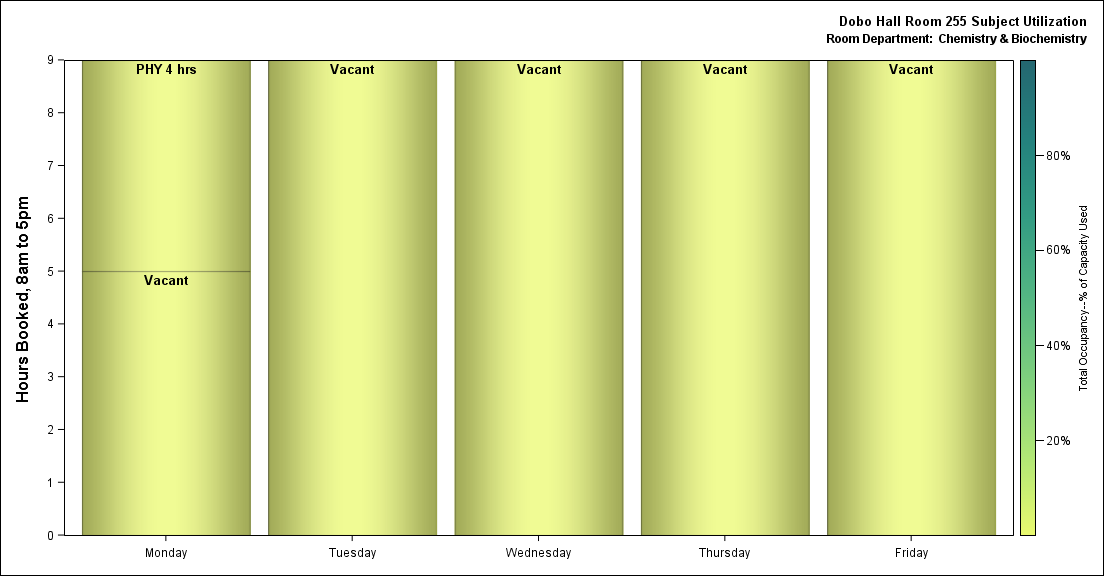 Dobo Hall Room 255 Subject Utilization
Room Department: Chemistry & Biochemistry
Hours Booked, 8am to 5pm
9
8
7
6
5
4
3
2
1
0
PHY 4 hrs
Vacant
Vacant
Vacant
Vacant
Vacant
Monday
Tuesday
Wednesday
Thursday
Friday
80%
60%
40%
20%
Total Occupancy--% of Capacity Used